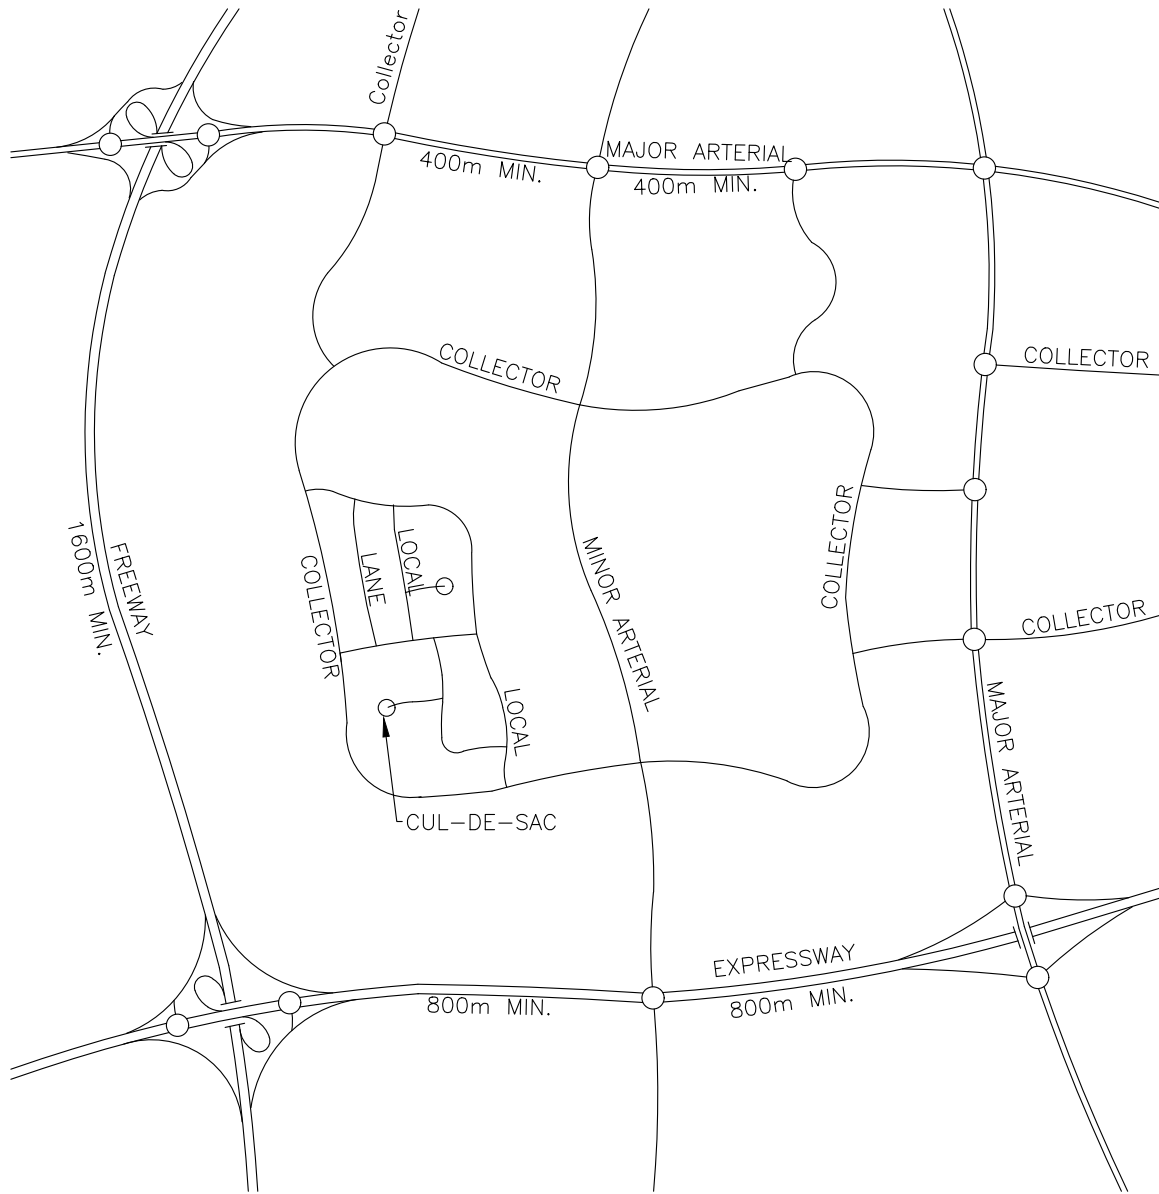 Collector
MAJOR ARTERIAL
400m MIN.
400m MIN.
COLLECTOR
COLLECTOR
COLLECTOR
1600m MIN.
FREEWAY
COLLECTOR
LANE
LOCAL
MINOR ARTERIAL
COLLECTOR
LOCAL
MAJOR ARTERIAL
CUL-DE-SAC
EXPRESSWAY
800m MIN.
800m MIN.